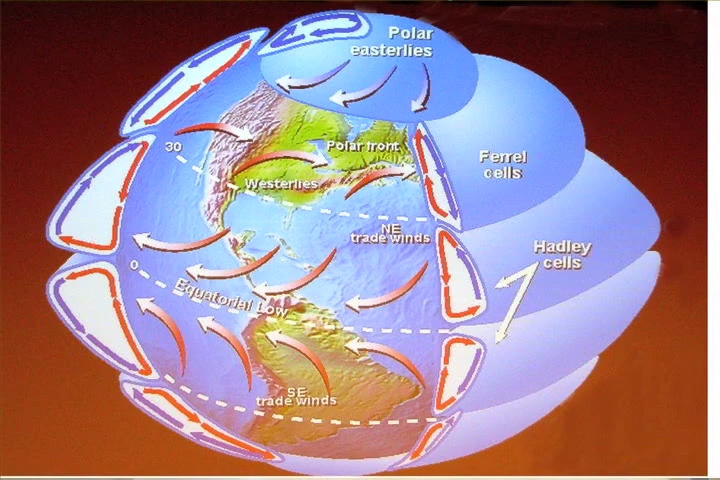 Polar
easterlies
30
Polar front
Ferrel
cells
Westerlies
NE
trade winds
Hadley
cells
0
Equatorial Low
SE
trade winds